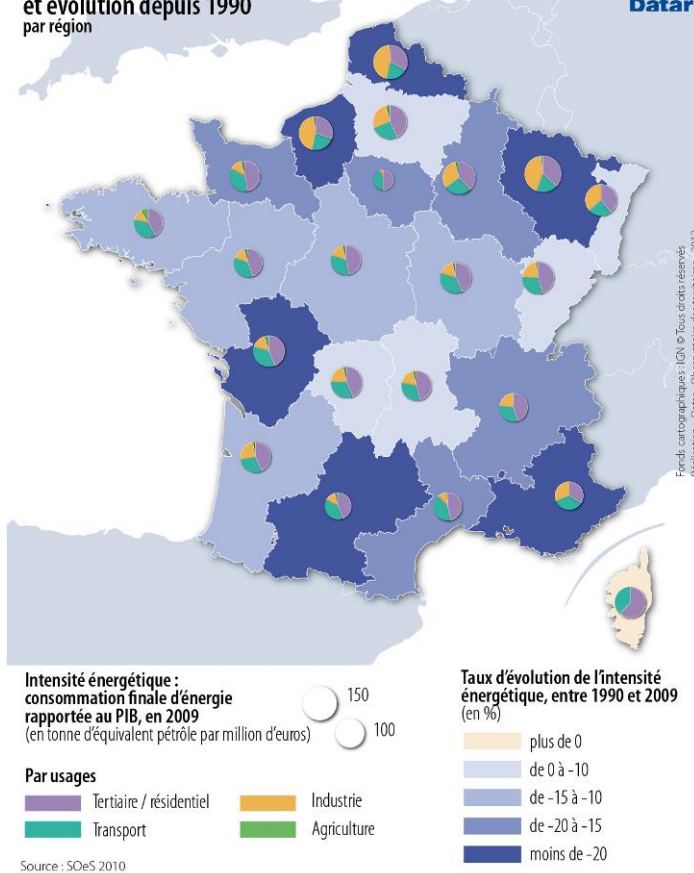 et évolution depuis 1990
par région
Datar
Fonds cartographiques : IGN © Tous droits réservés
Intensité énergétique :
consommation finale d'énergie
rapportée au PIB, en 2009
(en tonne d'équivalent pétrôle par million d'euros)
150
100
Par usages
Tertiaire / résidentiel
Industrie
Transport
Agriculture
Source : SOeS 2010
Taux d'évolution de l'intensité
énergétique, entre 1990 et 2009
(en %)
plus de 0
de 0 à -10
de -15 à -10
de -20 à -15
moins de -20